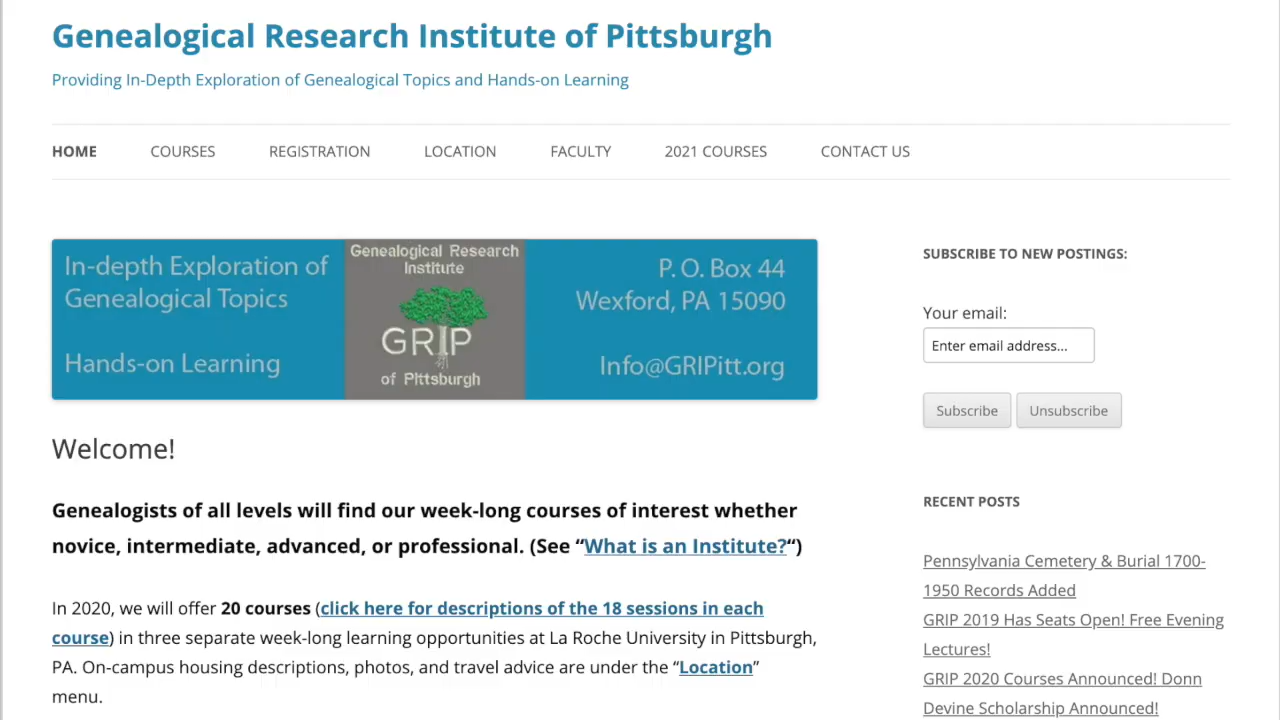 Genealogical Research Institute of Pittsburgh
Providing In-Depth Exploration of Genealogical Topics and Hands-on Learning
HOME COURSES REGISTRATION LOCATION FACULTY 2021 COURSES CONTACT US
In-depth Exploration of
Genealogical Topics
Hands-on Learning
Genealogical Research
Institute
GRIP
of Pittsburgh
P. O. Box 44
Wexford, PA 15090
Info@GRIPitt.org
Welcome!
Genealogists of all levels will find our week-long courses of interest whether
novice, intermediate, advanced, or professional. (See “What is an Institute?“)
In 2020, we will offer 20 courses (click here for descriptions of the 18 sessions in each
course) in three separate week-long learning opportunities at La Roche University in Pittsburgh,
PA. On-campus housing descriptions, photos, and travel advice are under the “Location”
menu.
SUBSCRIBE TO NEW POSTINGS:
Your email:
Enter email address...
Subscribe Unsubscribe
RECENT POSTS
Pennsylvania Cemetery & Burial 1700-
1950 Records Added
GRIP 2019 Has Seats Open! Free Evening
Lectures!
GRIP 2020 Courses Announced! Donn
Devine Scholarship Announced!